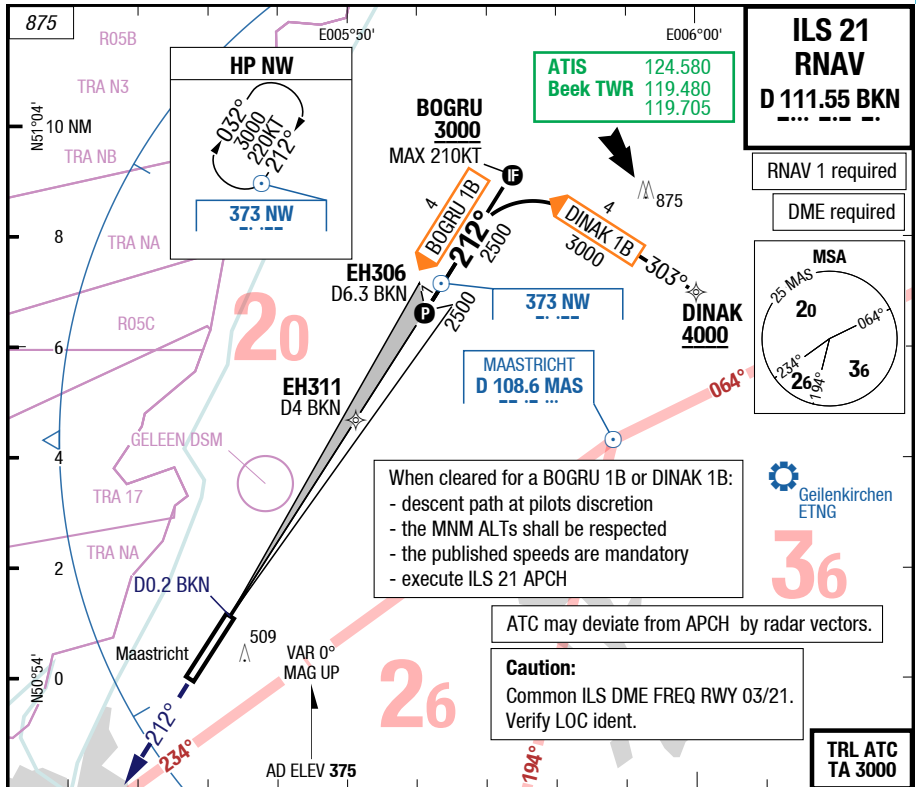 875
R05B
E005°50'
E006°00'
ILS 21
RNAV
D 111.55 BKN
HP NW
032°
3000
220KT
212°
373 NW
ATIS 124.580
Beek TWR 119.480
119.705
TRA N3
N51°04'
10 NM
TRA NB
BOGRU
3000
MAX 210KT
IF
875
RNAV 1 required
DME required
4
BOGRU 1B
212°
2500
4
DINAK 1B
3000
303°
DINAK
4000
8
TRA NA
EH306
D6.3 BKN
P
2500
373 NW
MSA
25 MAS
20
064°
234°
26
194°
36
R05C
20
6
MAASTRICHT
D 108.6 MAS
064°
EH311
D4 BKN
GELEEN DSM
4
TRA 17
When cleared for a BOGRU 1B or DINAK 1B:
- descent path at pilots discretion
- the MNM ALTs shall be respected
- the published speeds are mandatory
- execute ILS 21 APCH
Geilenkirchen
ETNG
TRA NA
36
2
D0.2 BKN
ATC may deviate from APCH by radar vectors.
509
Maastricht
VAR 0°
MAG UP
N50°54'
0
26
Caution:
Common ILS DME FREQ RWY 03/21.
Verify LOC ident.
212°
234°
194°
AD ELEV 375
TRL ATC
TA 3000